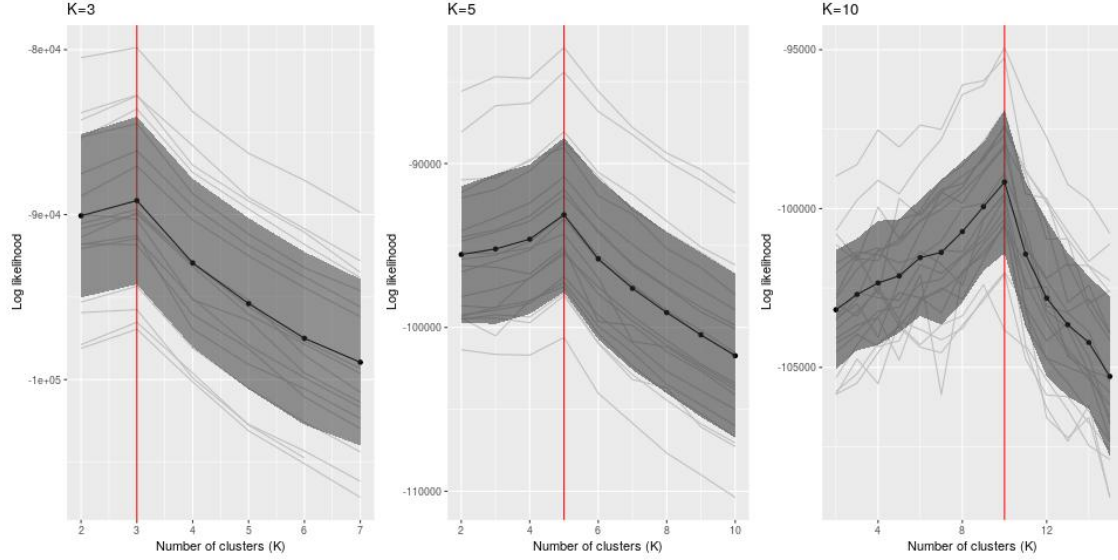 K=3
-8e+04
-9e+04
-1e+05
Log likelihood
2 3 4 5 6 7
Number of clusters (K)
K=5
-90000
-100000
-110000
Log likelihood
2 4 6 8 10
Number of clusters (K)
K=10
-95000
-100000
-105000
Log likelihood
4 8 12
Number of clusters (K)